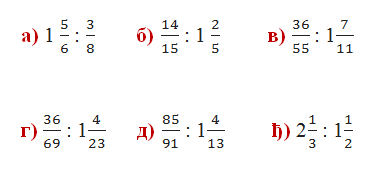 а) 1 5/6 : 3/8 б) 14/15 : 1 2/5 в) 36/55 : 1 7/11
г) 36/69 : 1 4/23 д) 85/91 : 1 4/13 ђ) 2 1/3 : 1 1/2